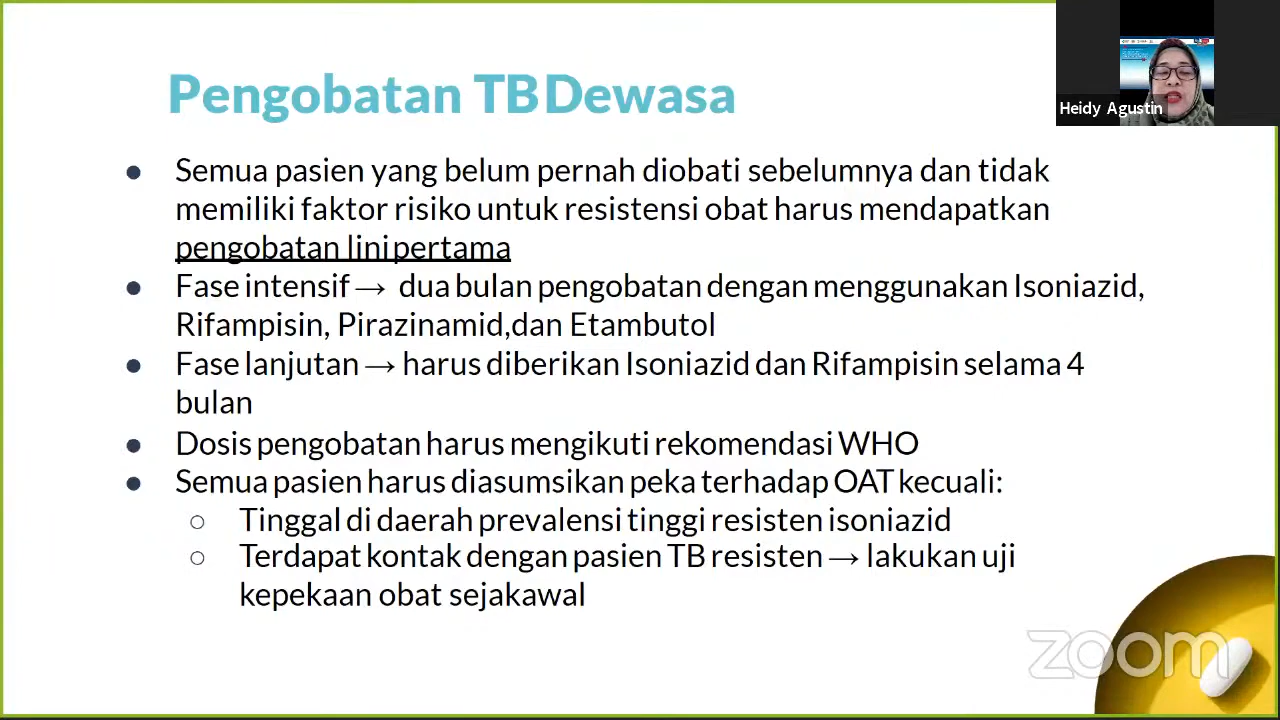 Pengobatan TB Dewasa
Heidy Agustin
● Semua pasien yang belum pernah diobati sebelumnya dan tidak
memiliki faktor risiko untuk resistensi obat harus mendapatkan
pengobatan lini pertama
● Fase intensif → dua bulan pengobatan dengan menggunakan Isoniazid,
Rifampisin, Pirazinamid,dan Etambutol
● Fase lanjutan → harus diberikan Isoniazid dan Rifampisin selama 4
bulan
● Dosis pengobatan harus mengikuti rekomendasi WHO
● Semua pasien harus diasumsikan peka terhadap OAT kecuali:
○ Tinggal di daerah prevalensi tinggi resisten isoniazid
○ Terdapat kontak dengan pasien TB resisten → lakukan uji
kepekaan obat sejakawal
zoom